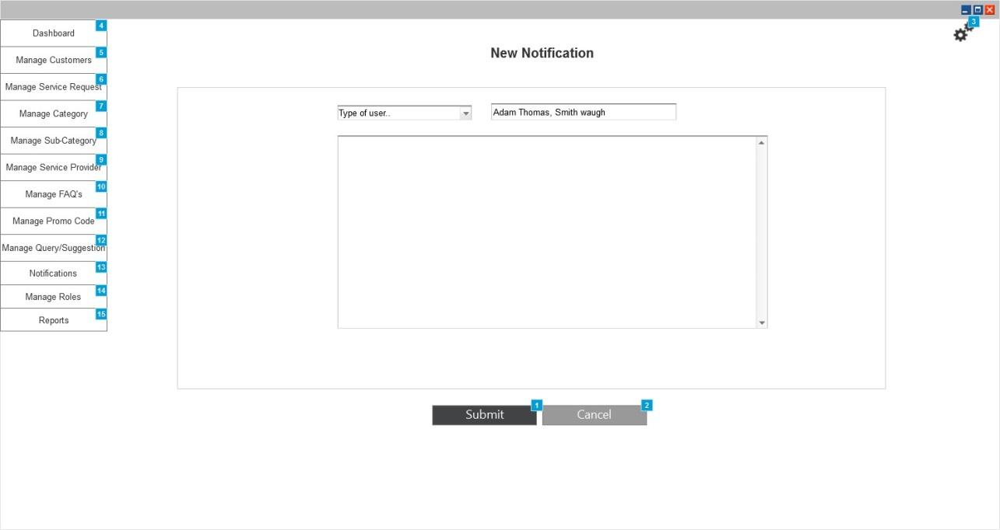 3
4
Dashboard
5
Manage Customers
New Notification
6
Manage Service Request
7
Manage Category
Type of user..
Adam Thomas, Smith waugh
8
Manage Sub-Category
9
Manage Service Provider
10
Manage FAQ's
11
Manage Promo Code
12
Manage Query/Suggestion
13
Notifications
14
Manage Roles
15
Reports
1
Submit
2
Cancel